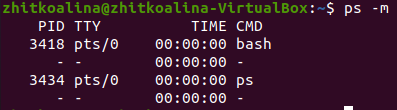 zhitkoalina@zhitkoalina-VirtualBox:~$ ps -m
    PID TTY          TIME CMD
   3418 pts/0    00:00:00 bash
      - -        00:00:00 -
   3434 pts/0    00:00:00 ps
      - -        00:00:00 -